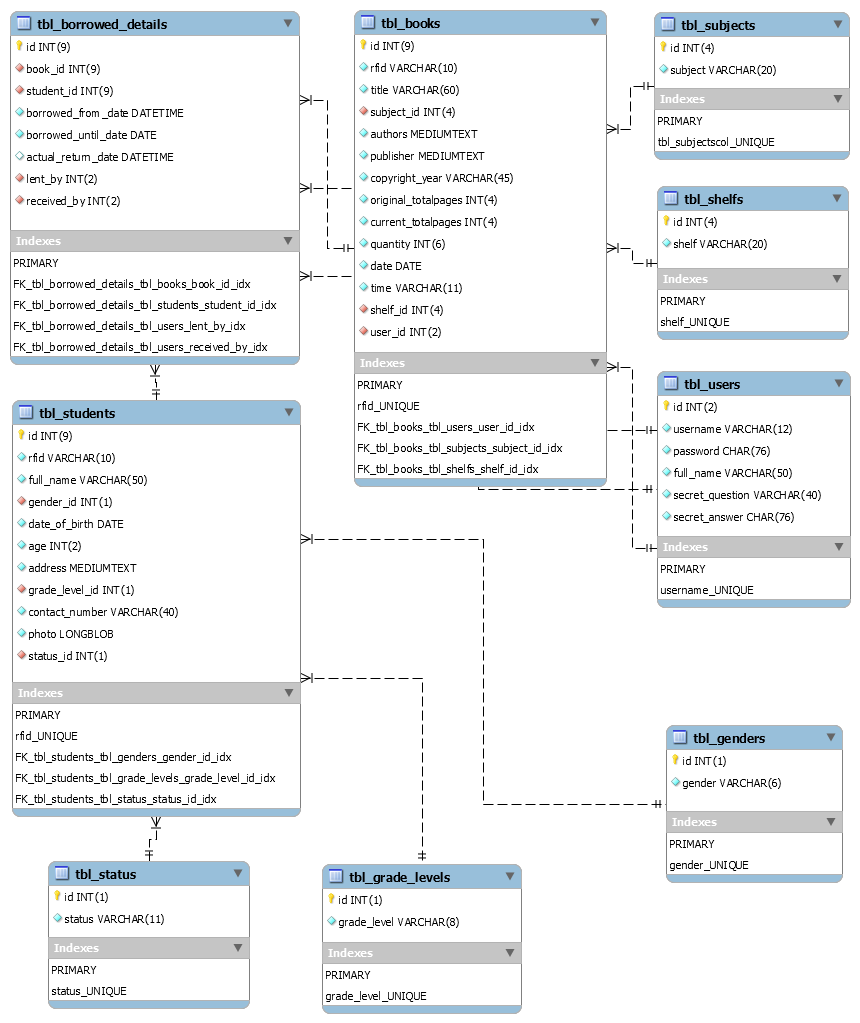 tbl_borrowed_details
id INT(9)
book_id INT(9)
student_id INT(9)
borrowed_from _date DATETIME
borrowed_until_date DATE
actual_return_date DATETIME
lent_by INT(2)
received_by INT(2)
Indexes
PRIMARY
FK_tbl_borrowed_details_tbl_books_book_id_idx
FK_tbl_borrowed_details_tbl_students_student_id_idx
FK_tbl_borrowed_details_tbl_users_lent_by_idx
FK_tbl_borrowed_details_tbl_users_received_by_idx
tbl_books
id INT(9)
rfid VARCHAR(10)
title VARCHAR(60)
subject_id INT(4)
authors MEDIUMTEXT
publisher MEDIUMTEXT
copyright_year VARCHAR(45)
original_totalpages INT(4)
current_totalpages INT(4)
quantity INT(6)
date DATE
time VARCHAR(11)
shelf_id INT(4)
user_id INT(2)
Indexes
PRIMARY
rfid_UNIQUE
FK_tbl_books_tbl_users_user_id_idx
FK_tbl_books_tbl_subjects_subject_id_idx
FK_tbl_books_tbl_shelfs_shelf_id_idx
tbl_subjects
id INT(4)
subject VARCHAR(20)
Indexes
PRIMARY
tbl_subjectscol_UNIQUE
tbl_shelfs
id INT(4)
shelf VARCHAR(20)
Indexes
PRIMARY
shelf_UNIQUE
tbl_users
id INT(2)
username VARCHAR(12)
password CHAR(76)
full_name VARCHAR(50)
secret_question VARCHAR(40)
secret_answer CHAR(76)
Indexes
PRIMARY
username_UNIQUE
tbl_students
id INT(9)
rfid VARCHAR(10)
full_name VARCHAR(50)
gender_id INT(1)
date_of_birth DATE
age INT(2)
address MEDIUMTEXT
grade_level_id INT(1)
contact_number VARCHAR(40)
photo LONGBLOB
status_id INT(1)
Indexes
PRIMARY
rfid_UNIQUE
FK_tbl_students_tbl_genders_gender_id_idx
FK_tbl_students_tbl_grade_levels_grade_level_id_idx
FK_tbl_students_tbl_status_status_id_idx
tbl_genders
id INT(1)
gender VARCHAR(6)
Indexes
PRIMARY
gender_UNIQUE
tbl_status
id INT(1)
status VARCHAR(11)
Indexes
PRIMARY
status_UNIQUE
tbl_grade_levels
id INT(1)
grade_level VARCHAR(8)
Indexes
PRIMARY
grade_level_UNIQUE